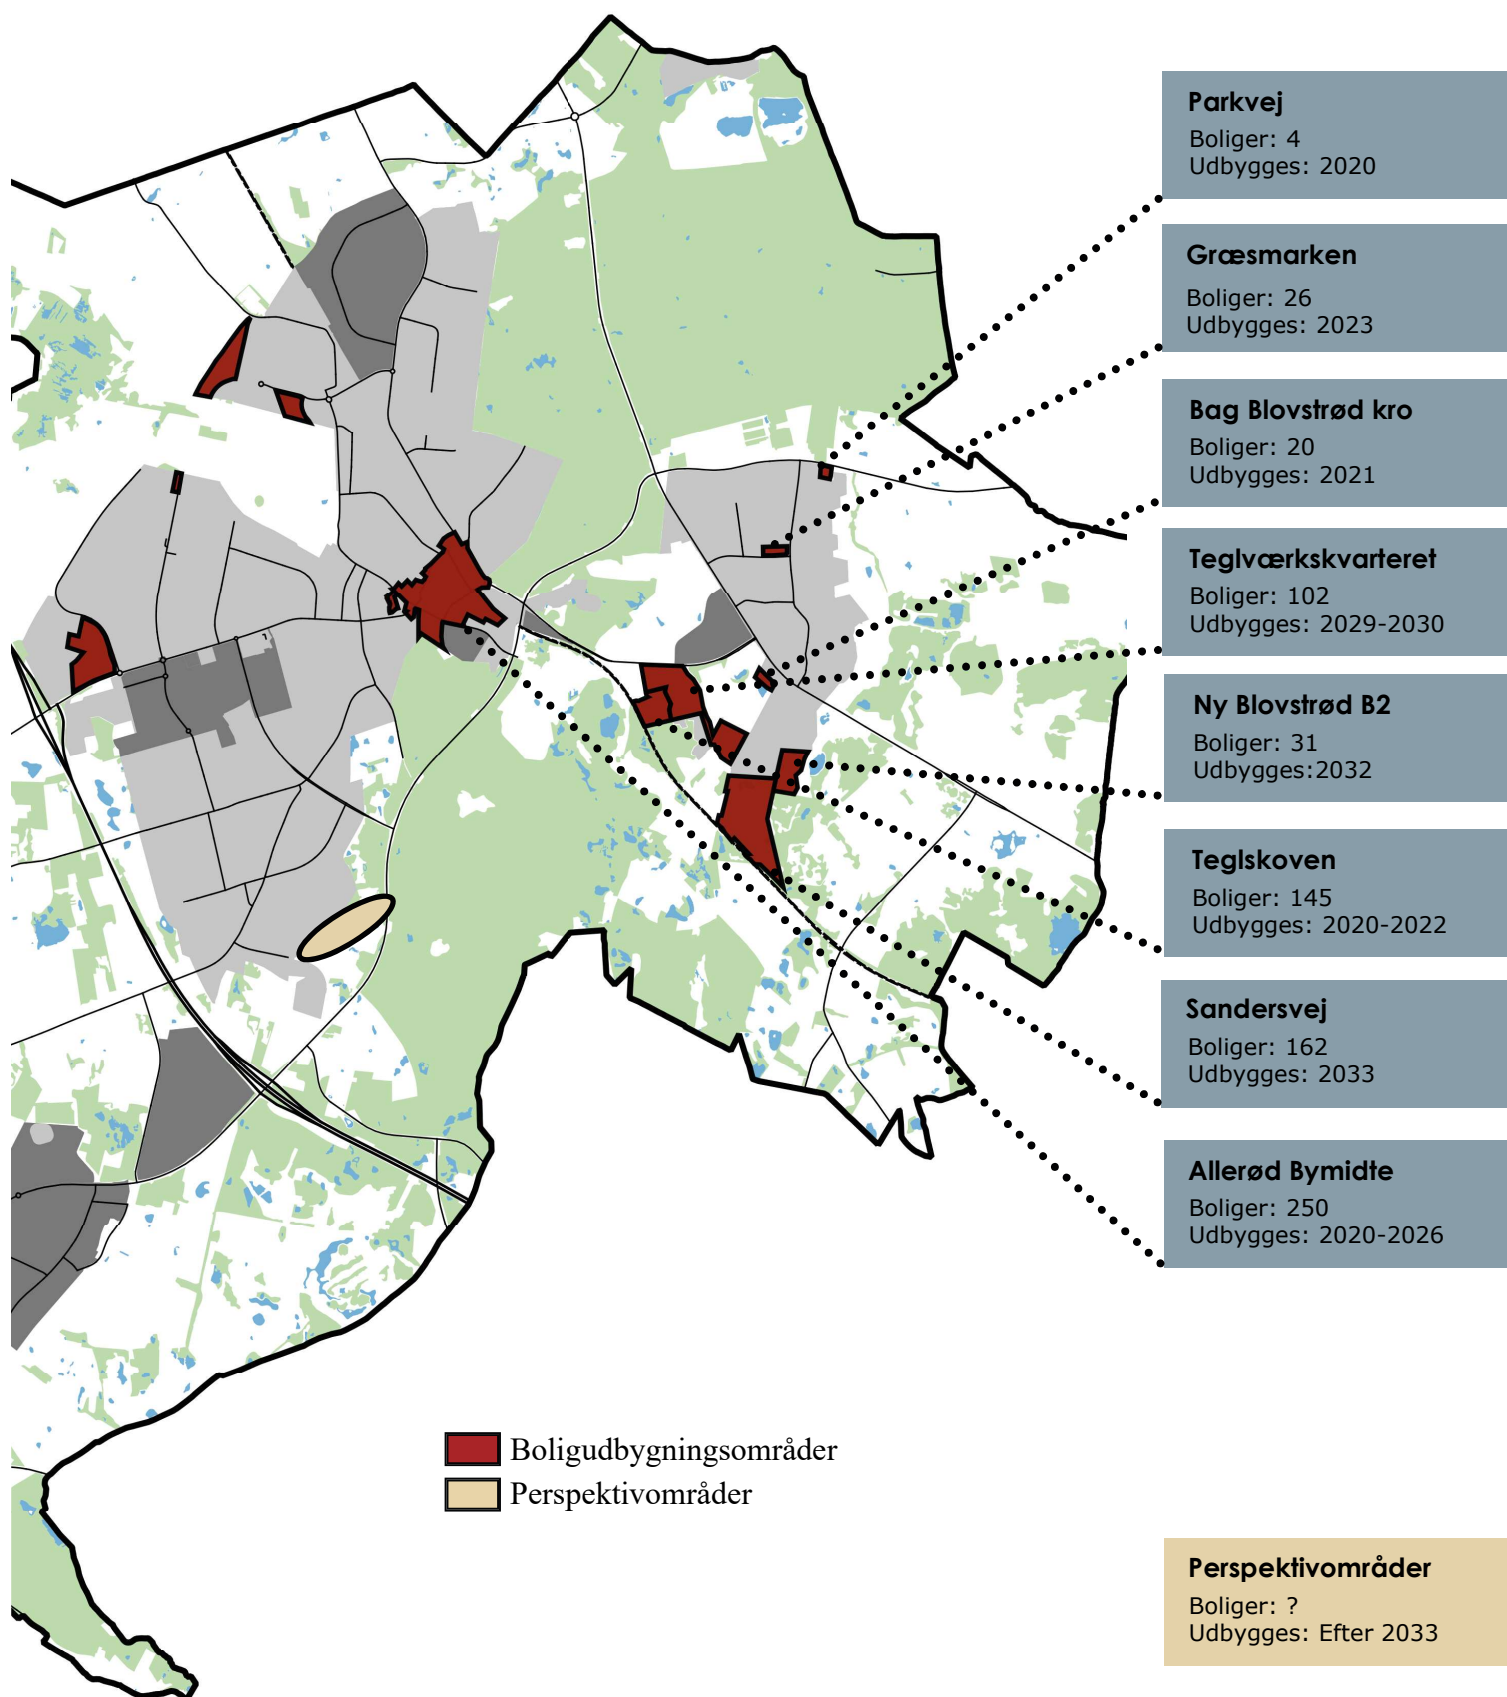 Parkvej
Boliger: 4
Udbygges: 2020
Græsmarken
Boliger: 26
Udbygges: 2023
Bag Blovstrød kro
Boliger: 20
Udbygges: 2021
Teglværkskvarteret
Boliger: 102
Udbygges: 2029-2030
Ny Blovstrød B2
Boliger: 31
Udbygges:2032
Teglskoven
Boliger: 145
Udbygges: 2020-2022
Sandersvej
Boliger: 162
Udbygges: 2033
Allerød Bymidte
Boliger: 250
Udbygges: 2020-2026
Boligudbygningsområder
Perspektivområder
Perspektivområder
Boliger: ?
Udbygges: Efter 2033